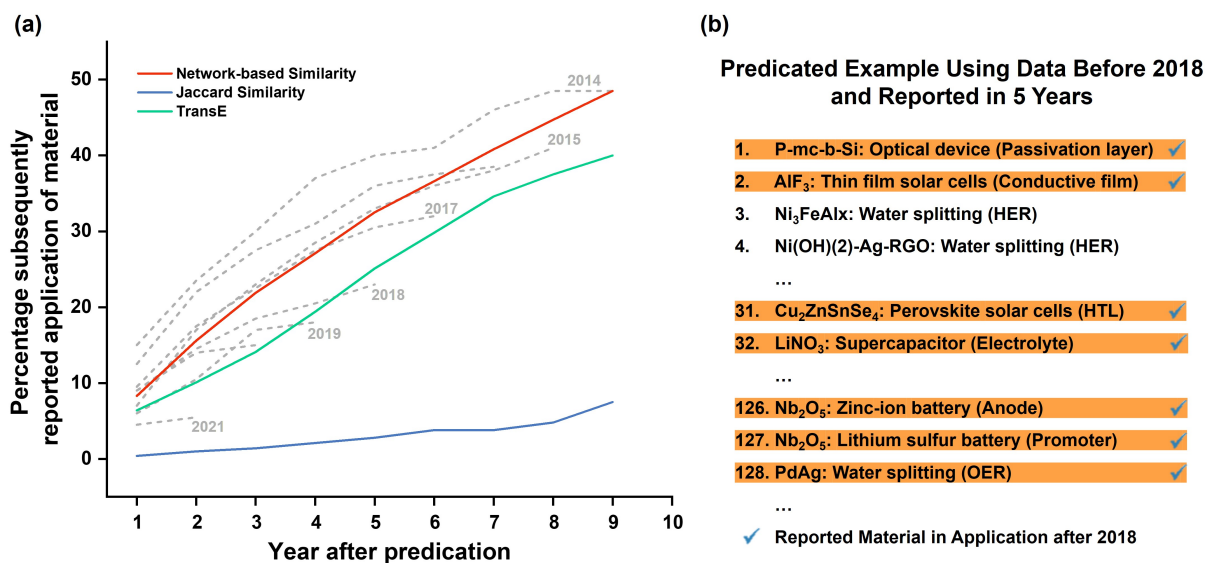 (a)
Network-based Similarity
Jaccard Similarity
TransE
2014
2015
2017
2018
2019
2021
Percentage subsequently
reported application of material
50
40
30
20
10
0
1 2 3 4 5 6 7 8 9 10
Year after predication
(b)
Predicated Example Using Data Before 2018
and Reported in 5 Years
1. P-mc-b-Si: Optical device (Passivation layer) ✓
2. AlF₃: Thin film solar cells (Conductive film) ✓
3. Ni₃FeAlx: Water splitting (HER)
4. Ni(OH)(2)-Ag-RGO: Water splitting (HER)
...
31. Cu₂ZnSnSe₄: Perovskite solar cells (HTL) ✓
32. LiNO₃: Supercapacitor (Electrolyte) ✓
...
126. Nb₂O₅: Zinc-ion battery (Anode) ✓
127. Nb₂O₅: Lithium sulfur battery (Promoter) ✓
128. PdAg: Water splitting (OER) ✓
...
✓ Reported Material in Application after 2018